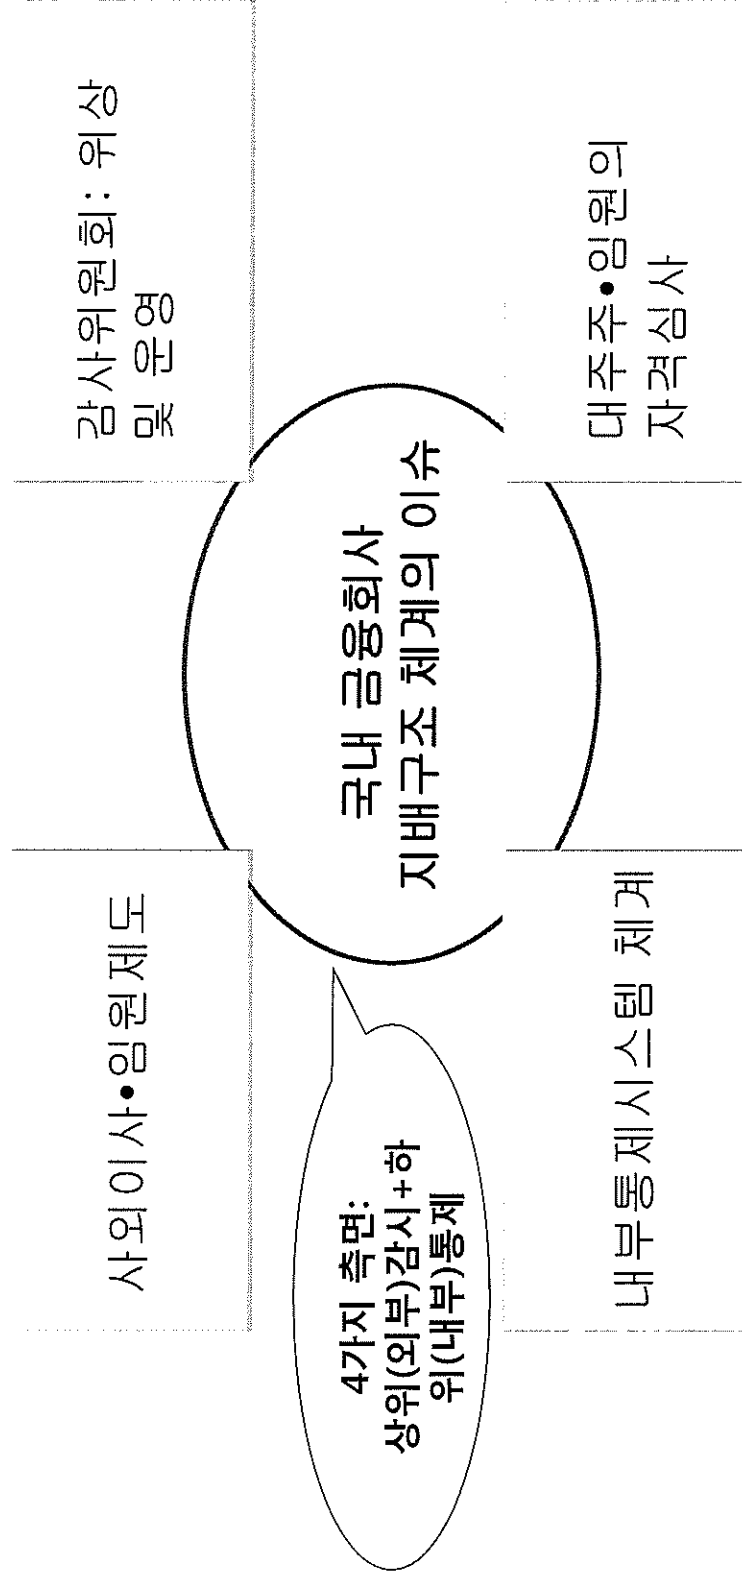 사외이사•임원제도
감사위원회: 위상
및 운영
국내 금융회사
지배구조 체계의 이슈
4가지 측면:
상위(외부)감시+하
위(내부)통제
내부통제시스템 체계
대주주•임원의
자격심사